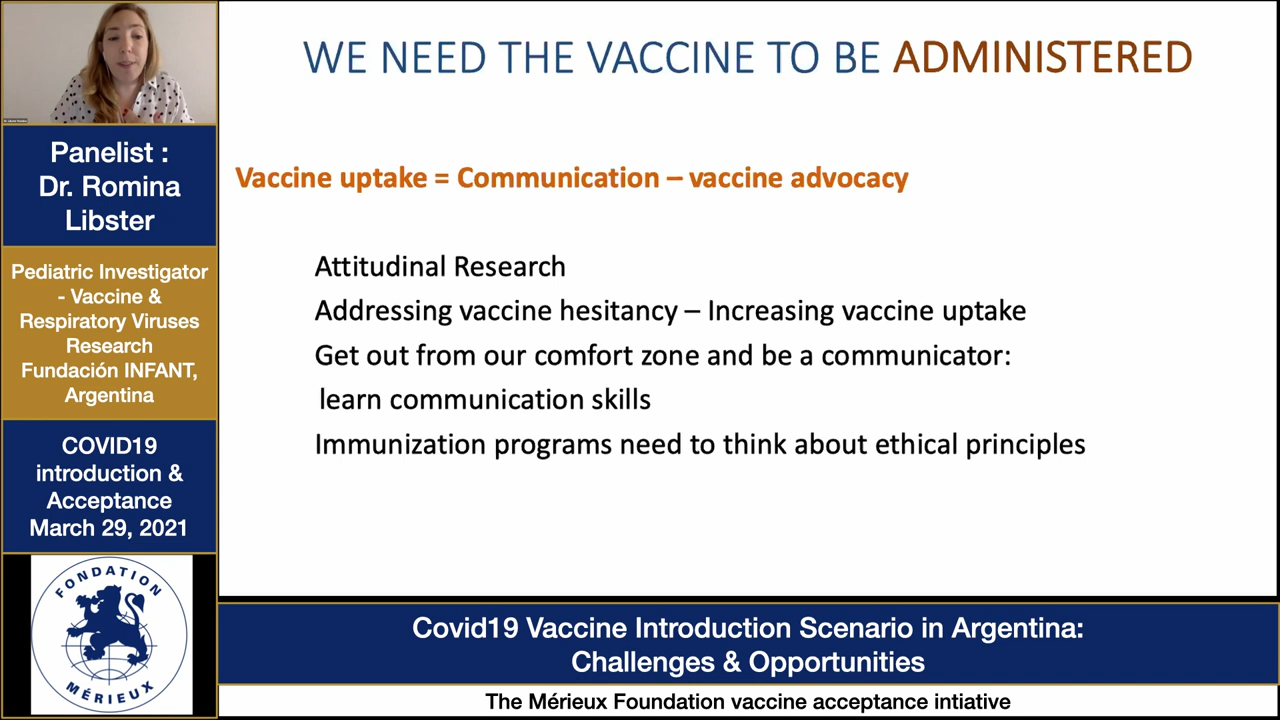 WE NEED THE VACCINE TO BE ADMINISTERED
Vaccine uptake = Communication – vaccine advocacy
Attitudinal Research
Addressing vaccine hesitancy – Increasing vaccine uptake
Get out from our comfort zone and be a communicator:
learn communication skills
Immunization programs need to think about ethical principles
Panelist :
Dr. Romina
Libster
Pediatric Investigator
- Vaccine &
Respiratory Viruses
Research
Fundación INFANT,
Argentina
COVID19
introduction &
Acceptance
March 29, 2021
FONDATION
MÉRIEUX
Covid19 Vaccine Introduction Scenario in Argentina:
Challenges & Opportunities
The Mérieux Foundation vaccine acceptance intiative